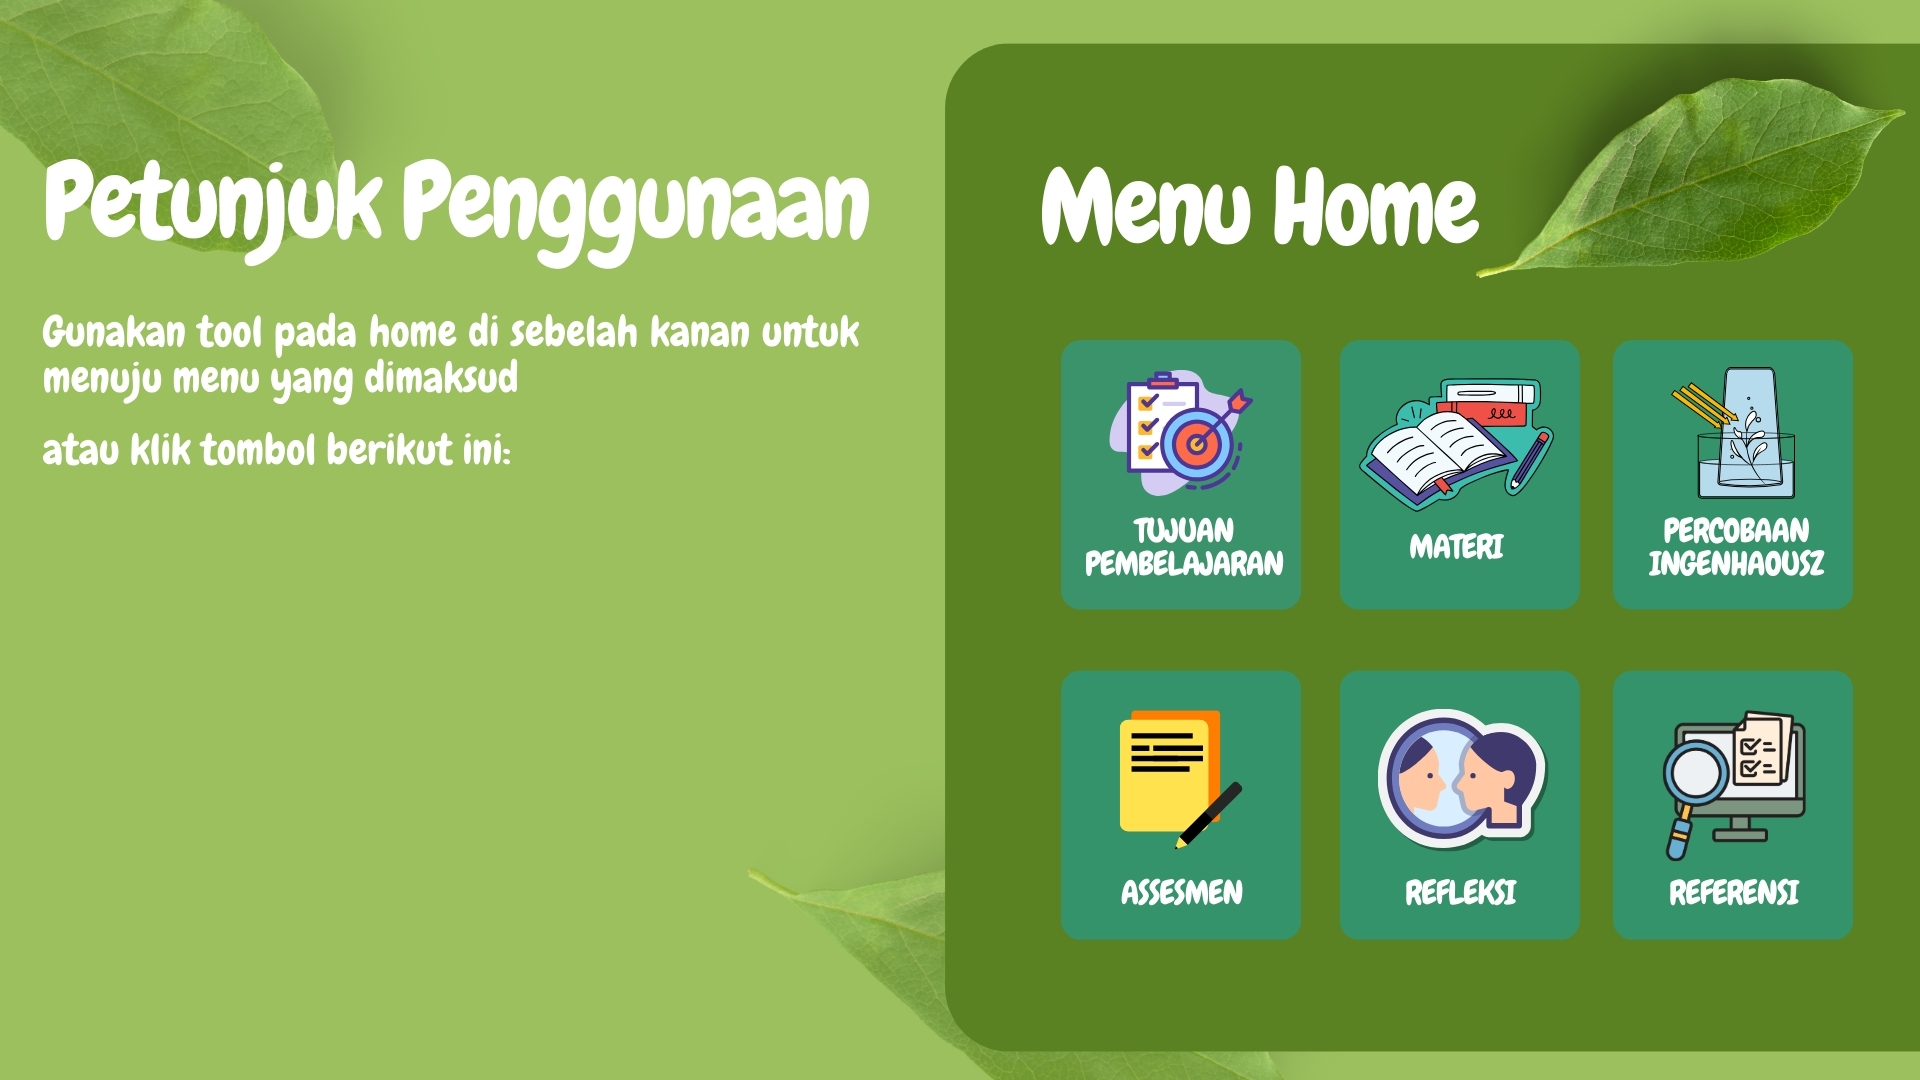 Petunjuk Penggunaan
Gunakan tool pada home di sebelah kanan untuk
menuju menu yang dimaksud
atau klik tombol berikut ini:
Menu Home
TUJUAN
PEMBELAJARAN
MATERI
PERCOBAAN
INGENHAOUSZ
ASSESMEN
REFLEKSI
REFERENSI